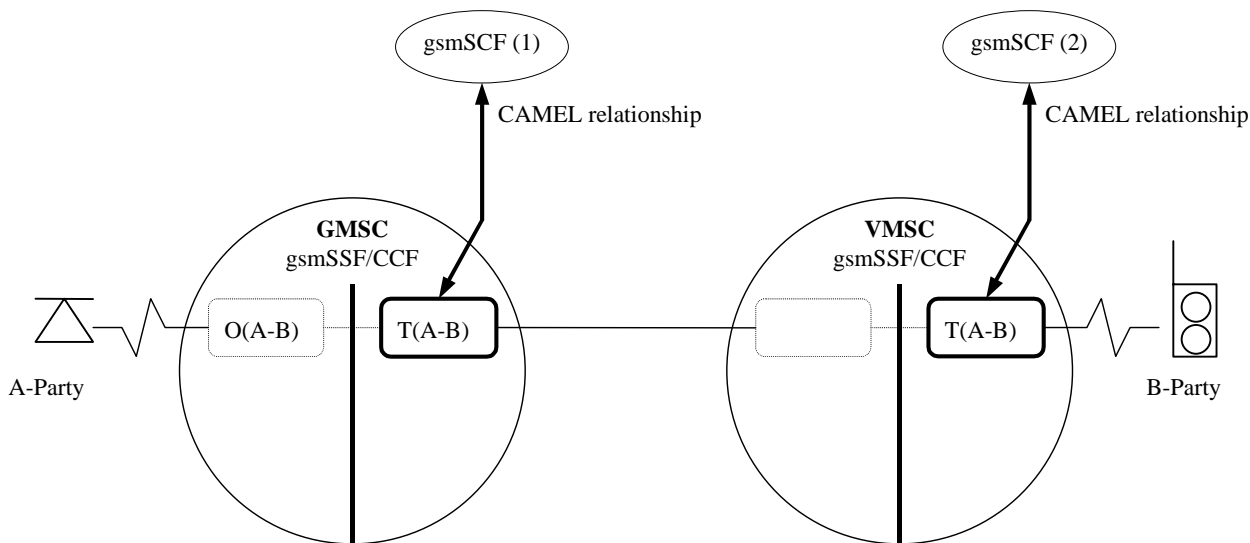 gsmSCF (1)
gsmSCF (2)
CAMEL relationship
CAMEL relationship
GMSC
gsmSSF/CCF
VMSC
gsmSSF/CCF
O(A-B)
T(A-B)
T(A-B)
A-Party
B-Party